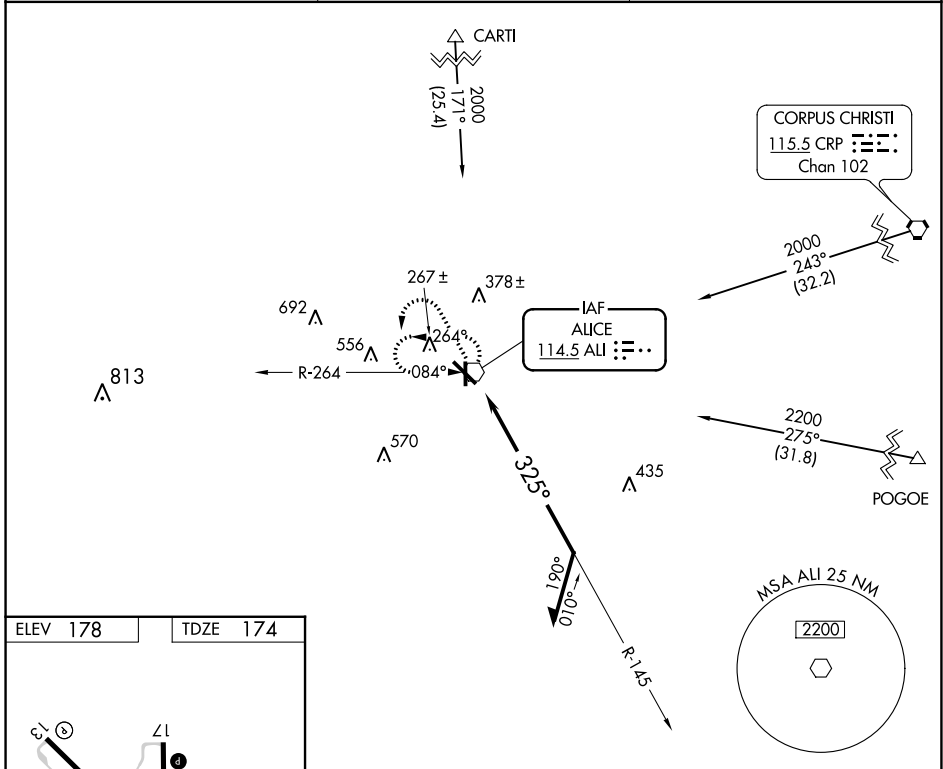 CARTI
2000
171°
(25.4)
CORPUS CHRISTI
115.5 CRP
Chan 102
2000
243°
(32.2)
267 ±
378 ±
692
556
264°
IAF
ALICE
114.5 ALI
813
R-264
084°
570
325°
435
2200
275°
(31.8)
POGOE
190°
010°
R-145
MSA ALI 25 NM
2200
ELEV 178
TDZE 174
13
P
17
P